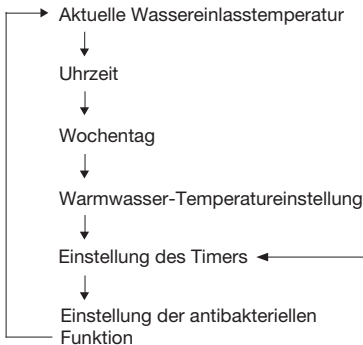 Aktuelle Wassereinlasstemperatur
Uhrzeit
Wochentag
Warmwasser-Temperatureinstellung
Einstellung des Timers
Einstellung der antibakteriellen
Funktion